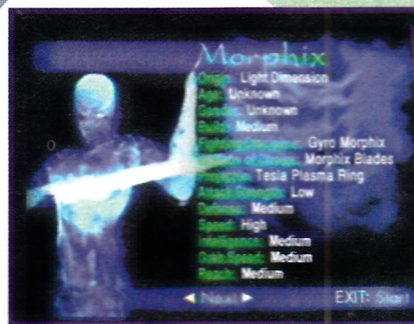 Morphix
Origin: Light Dimension
Age: Unknown
Gender: Unknown
Build: Medium
Gyro Morphix
Morphix Blades
Weapon: Tesla Plasma Ring
Attack Strength: Low
Defense: Medium
Speed: High
Intelligence: Medium
Grab Speed: Medium
Reach: Medium
Next
EXIT: Start